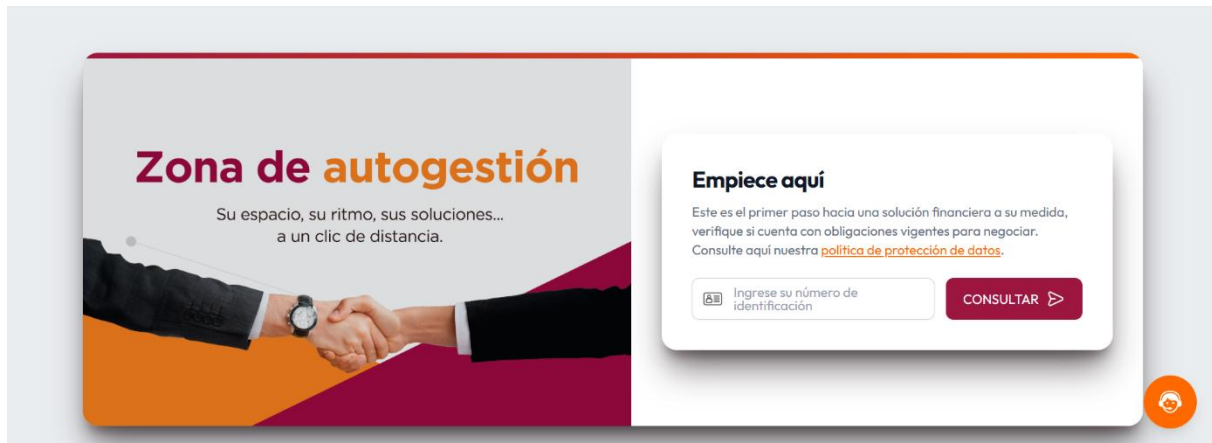 Zona de autogestión
Su espacio, su ritmo, sus soluciones...
a un clic de distancia.
Empiece aquí
Este es el primer paso hacia una solución financiera a su medida,
verifique si cuenta con obligaciones vigentes para negociar.
Consulte aquí nuestra política de protección de datos.
Ingrese su número de
identificación
CONSULTAR